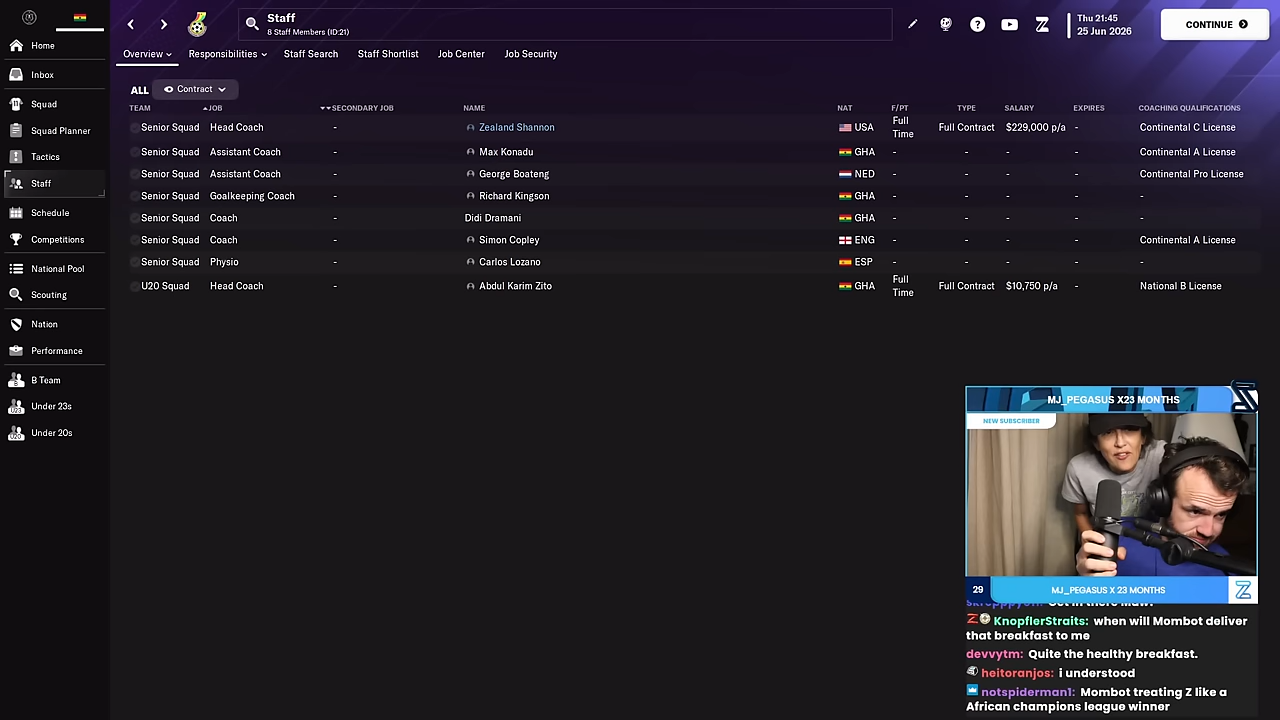 Staff
8 Staff Members (ID:21)
Thu 21:45
25 Jun 2026
CONTINUE
Home
Inbox
Squad
Squad Planner
Tactics
Staff
Schedule
Competitions
National Pool
Scouting
Nation
Performance
B Team
Under 23s
Under 20s
Overview
Responsibilities
Staff Search
Staff Shortlist
Job Center
Job Security
ALL Contract
TEAM JOB SECONDARY JOB NAME NAT F/PT TYPE SALARY EXPIRES COACHING QUALIFICATIONS
Senior Squad Head Coach - Zealand Shannon USA Full Time Full Contract $229,000 p/a - Continental C License
Senior Squad Assistant Coach - Max Konadu GHA - - - - Continental A License
Senior Squad Assistant Coach - George Boateng NED - - - - Continental Pro License
Senior Squad Goalkeeping Coach - Richard Kingson GHA - - - - -
Senior Squad Coach - Didi Dramani GHA - - - - -
Senior Squad Coach - Simon Copley ENG - - - - Continental A License
Senior Squad Physio - Carlos Lozano ESP - - - - -
U20 Squad Head Coach - Abdul Karim Zito GHA Full Time Full Contract $10,750 p/a - National B License
MJ_PEGASUS X23 MONTHS
NEW SUBSCRIBER
29 MJ_PEGASUS X 23 MONTHS
KnopflerStraits: when will Mombot deliver
that breakfast to me
devvytm: Quite the healthy breakfast.
heitoranjos: i understood
notspiderman1: Mombot treating Z like a
African champions league winner